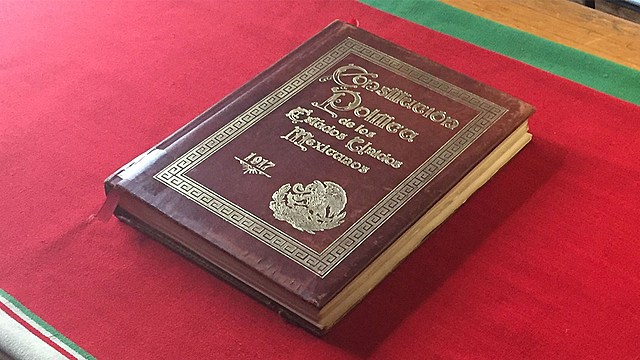 Constitución
Política
de los
Estados Unidos
Mexicanos
1917